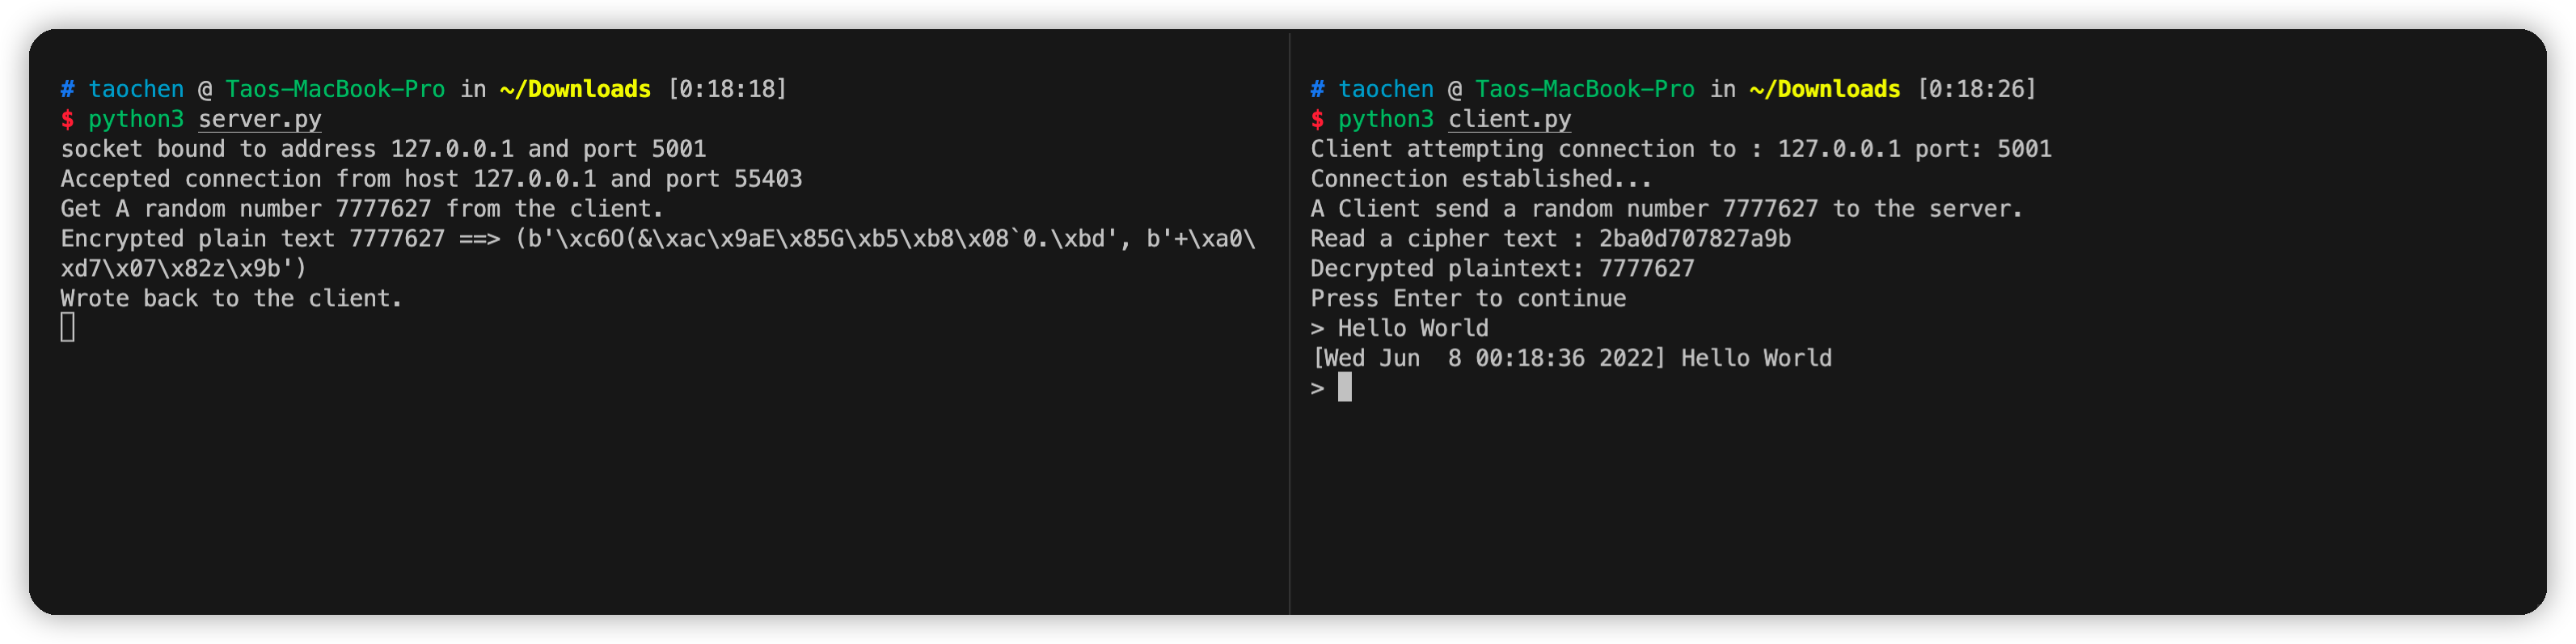 # taochen @ Taos-MacBook-Pro in ~/Downloads [0:18:18]
$ python3 server.py
socket bound to address 127.0.0.1 and port 5001
Accepted connection from host 127.0.0.1 and port 55403
Get A random number 7777627 from the client.
Encrypted plain text 7777627 ==> (b'\xc6O(&\xac\x9aE\x85G\xb5\xb8\x08`0.\xbd', b'+\xa0\
xd7\x07\x82z\x9b')
Wrote back to the client.
# taochen @ Taos-MacBook-Pro in ~/Downloads [0:18:26]
$ python3 client.py
Client attempting connection to : 127.0.0.1 port: 5001
Connection established...
A Client send a random number 7777627 to the server.
Read a cipher text : 2ba0d707827a9b
Decrypted plaintext: 7777627
Press Enter to continue
> Hello World
[Wed Jun  8 00:18:36 2022] Hello World
>